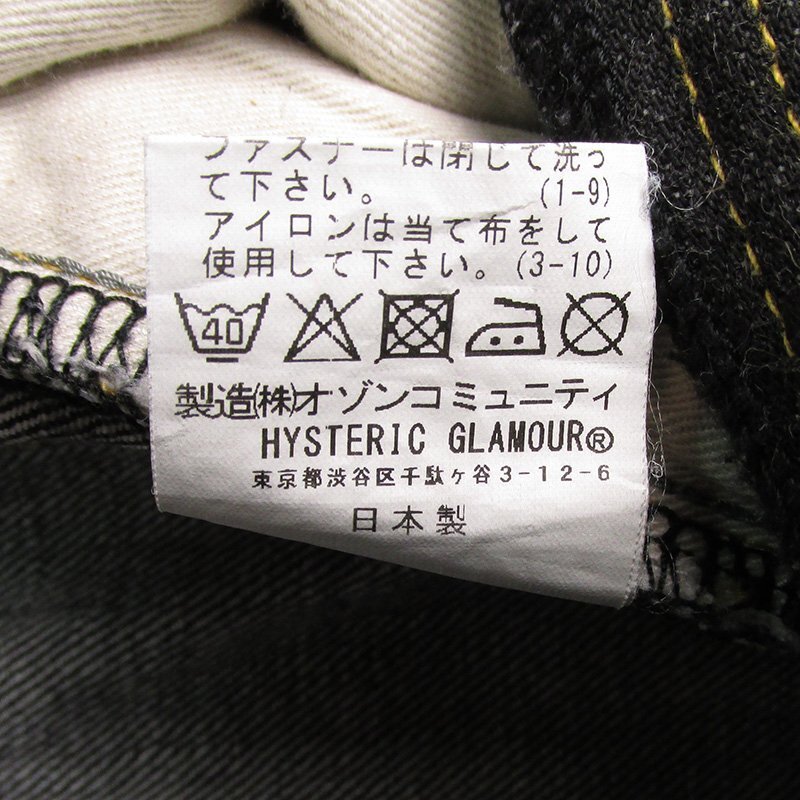 ファスナーは閉じて洗っ
て下さい。 (1-9)
アイロンは当て布をして
使用して下さい。(3-10)
40
製造(株)オゾンコミュニティ
HYSTERIC GLAMOUR®
東京都渋谷区千駄ヶ谷3-12-6
日本製